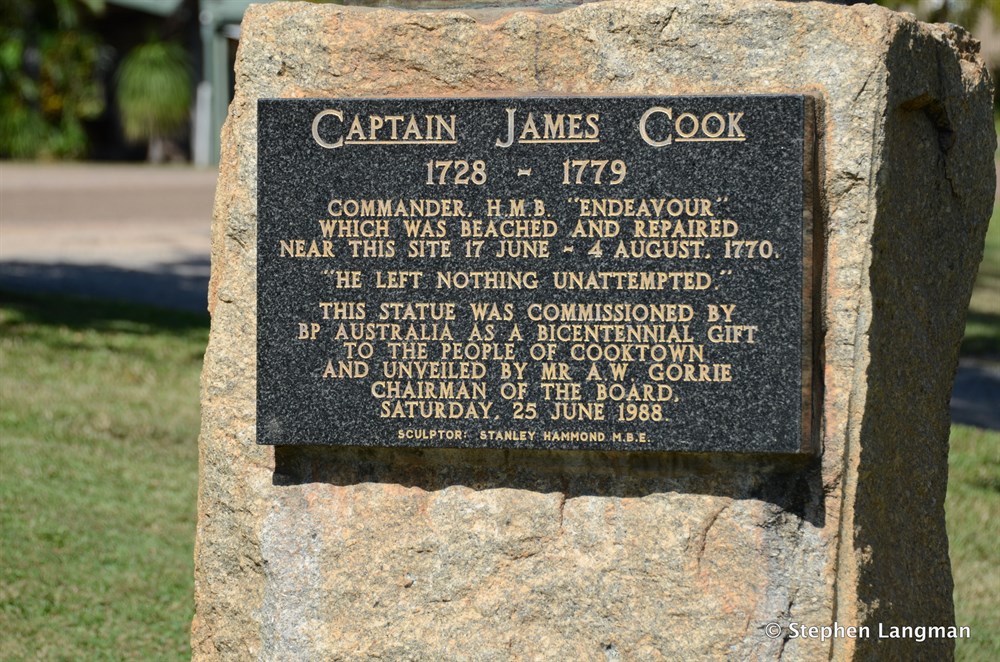 CAPTAIN JAMES COOK
1728 - 1779
COMMANDER, H.M.B. "ENDEAVOUR"
WHICH WAS BEACHED AND REPAIRED
NEAR THIS SITE 17 JUNE ~ 4 AUGUST, 1770.
"HE LEFT NOTHING UNATTEMPTED."
THIS STATUE WAS COMMISSIONED BY
BP AUSTRALIA AS A BICENTENNIAL GIFT
TO THE PEOPLE OF COOKTOWN
AND UNVEILED BY MR A.W. GORRIE
CHAIRMAN OF THE BOARD,
SATURDAY, 25 JUNE 1988.
SCULPTOR: STANLEY HAMMOND M.B.E.
© Stephen Langman